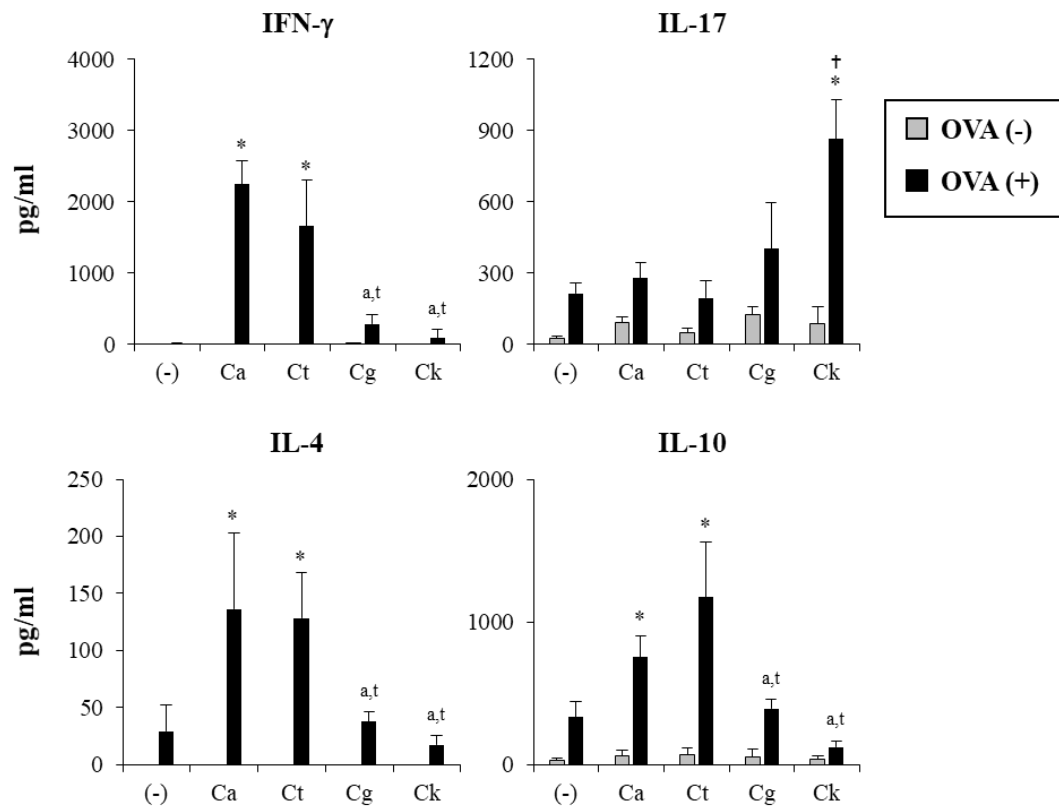 IFN-γ
pg/ml
4000
3000
2000
1000
0
*
*
a,t
a,t
(-) Ca Ct Cg Ck
IL-17
1200
900
600
300
0
†
*
(-) Ca Ct Cg Ck
OVA (-)
OVA (+)
IL-4
pg/ml
250
200
150
100
50
0
*
*
a,t
a,t
(-) Ca Ct Cg Ck
IL-10
2000
1000
0
*
*
a,t
a,t
(-) Ca Ct Cg Ck